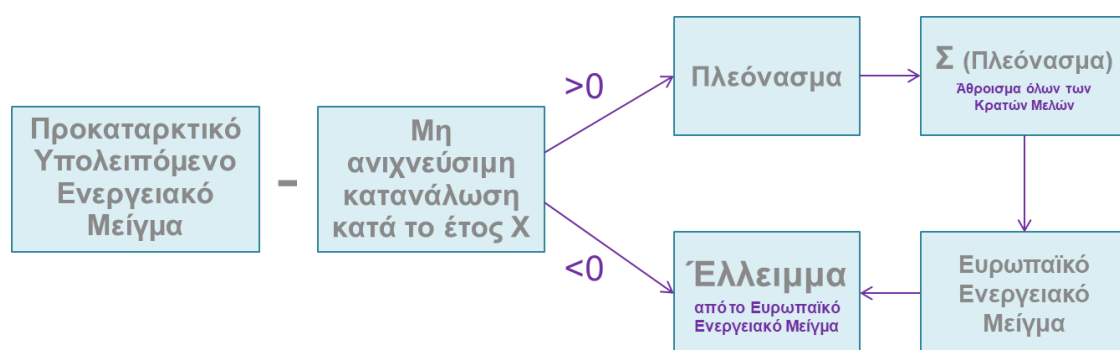 Προκαταρκτικό
Υπολειπόμενο
Ενεργειακό
Μείγμα
-
Μη
ανιχνεύσιμη
κατανάλωση
κατά το έτος Χ
>0
<0
Πλεόνασμα
Σ (Πλεόνασμα)
Άθροισμα όλων των
Κρατών Μελών
Έλλειμμα
από το Ευρωπαϊκό
Ενεργειακό Μείγμα
Ευρωπαϊκό
Ενεργειακό
Μείγμα